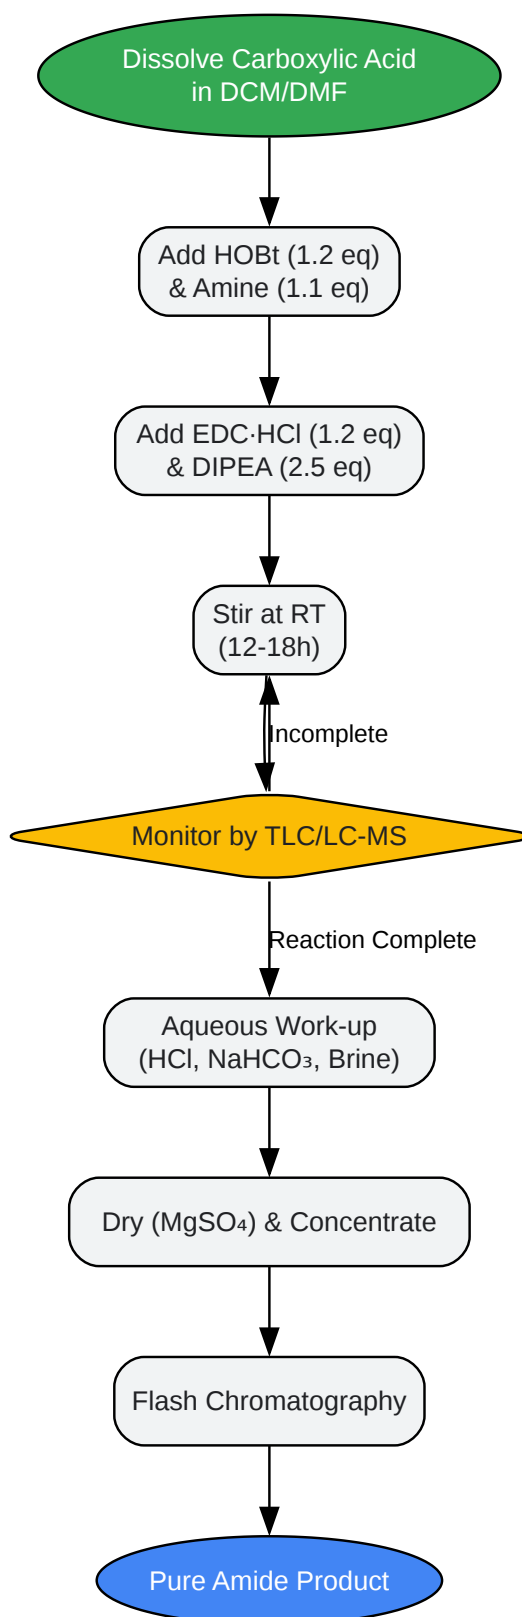 Dissolve Carboxylic Acid
in DCM/DMF
Add HOBt (1.2 eq)
& Amine (1.1 eq)
Add EDC·HCl (1.2 eq)
& DIPEA (2.5 eq)
Stir at RT
(12-18h)
Incomplete
Monitor by TLC/LC-MS
Reaction Complete
Aqueous Work-up
(HCl, NaHCO₃, Brine)
Dry (MgSO₄) & Concentrate
Flash Chromatography
Pure Amide Product